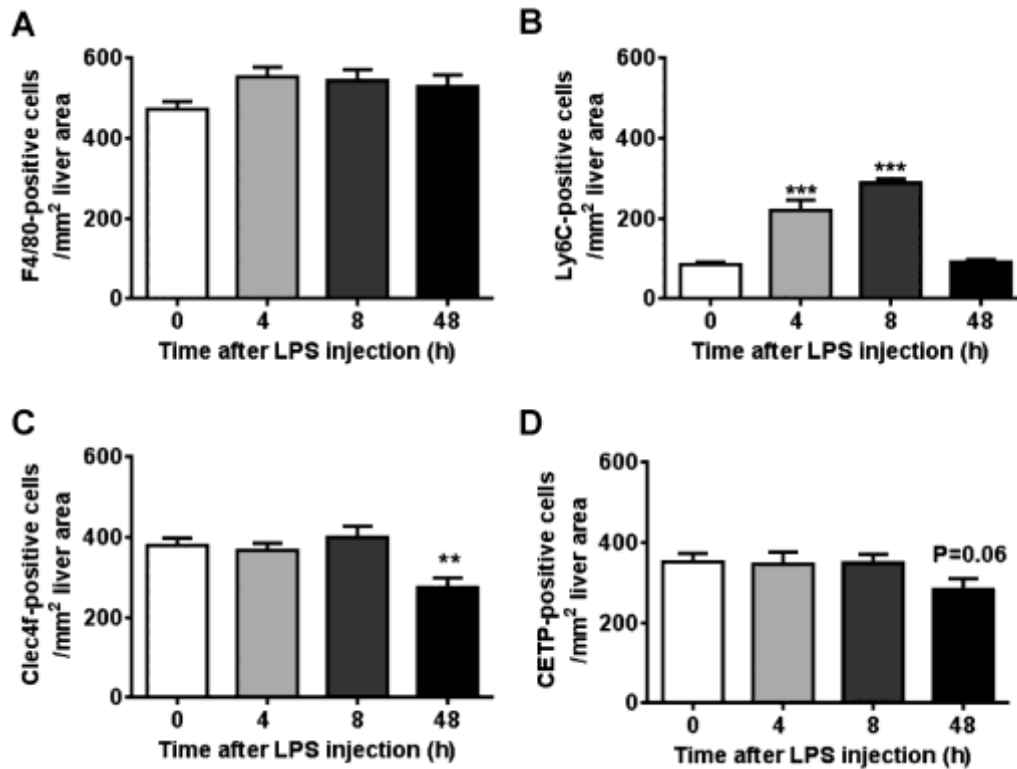 A
F4/80-positive cells
/mm² liver area
600
400
200
0
0 4 8 48
Time after LPS injection (h)
B
Ly6C-positive cells
/mm² liver area
600
400
200
0
***
***
0 4 8 48
Time after LPS injection (h)
C
Clec4f-positive cells
/mm² liver area
600
400
200
0
**
0 4 8 48
Time after LPS injection (h)
D
CETP-positive cells
/mm² liver area
600
400
200
0
P=0.06
0 4 8 48
Time after LPS injection (h)